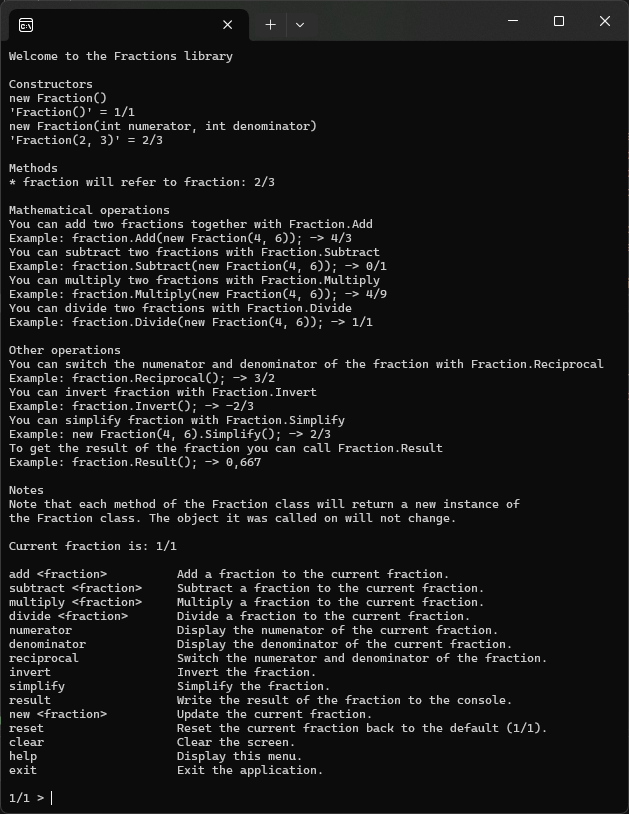 Welcome to the Fractions library
Constructors
new Fraction()
'Fraction()' = 1/1
new Fraction(int numerator, int denominator)
'Fraction(2, 3)' = 2/3
Methods
* fraction will refer to fraction: 2/3
Mathematical operations
You can add two fractions together with Fraction.Add
Example: fraction.Add(new Fraction(4, 6)); -> 4/3
You can subtract two fractions with Fraction.Subtract
Example: fraction.Subtract(new Fraction(4, 6)); -> 0/1
You can multiply two fractions with Fraction.Multiply
Example: fraction.Multiply(new Fraction(4, 6)); -> 4/9
You can divide two fractions with Fraction.Divide
Example: fraction.Divide(new Fraction(4, 6)); -> 1/1
Other operations
You can switch the numenator and denominator of the fraction with Fraction.Reciprocal
Example: fraction.Reciprocal(); -> 3/2
You can invert fraction with Fraction.Invert
Example: fraction.Invert(); -> -2/3
You can simplify fraction with Fraction.Simplify
Example: new Fraction(4, 6).Simplify(); -> 2/3
To get the result of the fraction you can call Fraction.Result
Example: fraction.Result(); -> 0,667
Notes
Note that each method of the Fraction class will return a new instance of
the Fraction class. The object it was called on will not change.
Current fraction is: 1/1
add <fraction> Add a fraction to the current fraction.
subtract <fraction> Subtract a fraction to the current fraction.
multiply <fraction> Multiply a fraction to the current fraction.
divide <fraction> Divide a fraction to the current fraction.
numerator Display the numenator of the current fraction.
denominator Display the denominator of the current fraction.
reciprocal Switch the numerator and denominator of the fraction.
invert Invert the fraction.
simplify Simplify the fraction.
result Write the result of the fraction to the console.
new <fraction> Update the current fraction.
reset Reset the current fraction back to the default (1/1).
clear Clear the screen.
help Display this menu.
exit Exit the application.
1/1 >